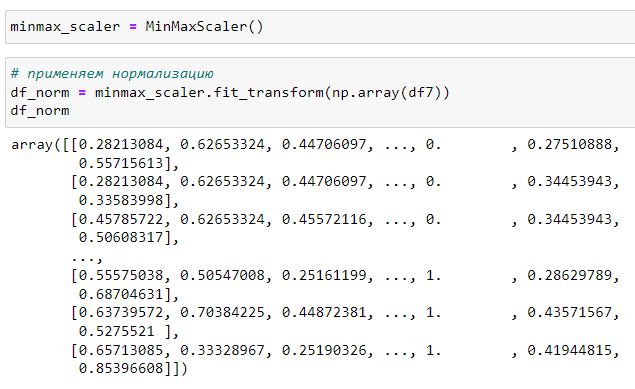 minmax_scaler = MinMaxScaler()
# применяем нормализацию
df_norm = minmax_scaler.fit_transform(np.array(df7))
df_norm
array([[0.28213084, 0.62653324, 0.44706097, ..., 0.        , 0.27510888,
        0.55715613],
       [0.28213084, 0.62653324, 0.44706097, ..., 0.        , 0.34453943,
        0.33583998],
       [0.45785722, 0.62653324, 0.45572116, ..., 0.        , 0.34453943,
        0.50608317],
       ...,
       [0.55575038, 0.50547008, 0.25161199, ..., 1.        , 0.28629789,
        0.68704631],
       [0.63739572, 0.70384225, 0.44872381, ..., 1.        , 0.43571567,
        0.5275521 ],
       [0.65713085, 0.33328967, 0.25190326, ..., 1.        , 0.41944815,
        0.85396608]])